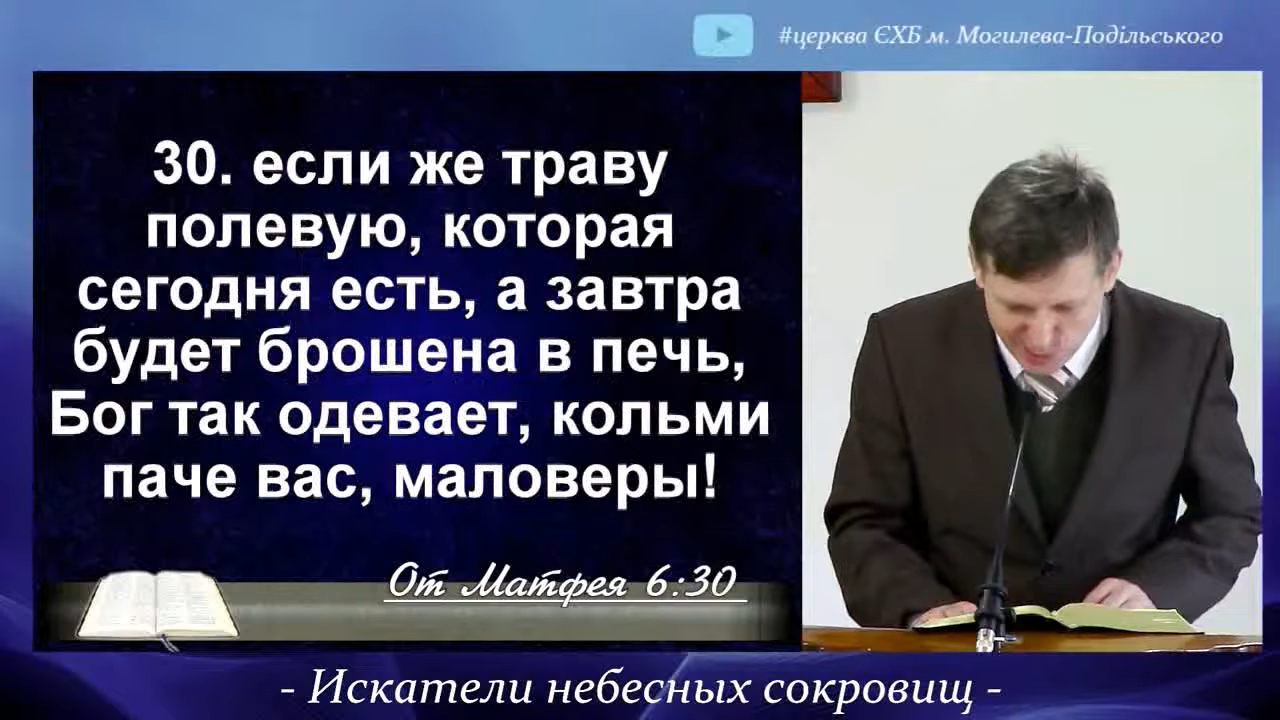 #церква ЄХБ м. Могилева-Подільського
30. если же траву
полевую, которая
сегодня есть, а завтра
будет брошена в печь,
Бог так одевает, кольми
паче вас, маловеры!
От Матфея 6:30
- Искатели небесных сокровищ -